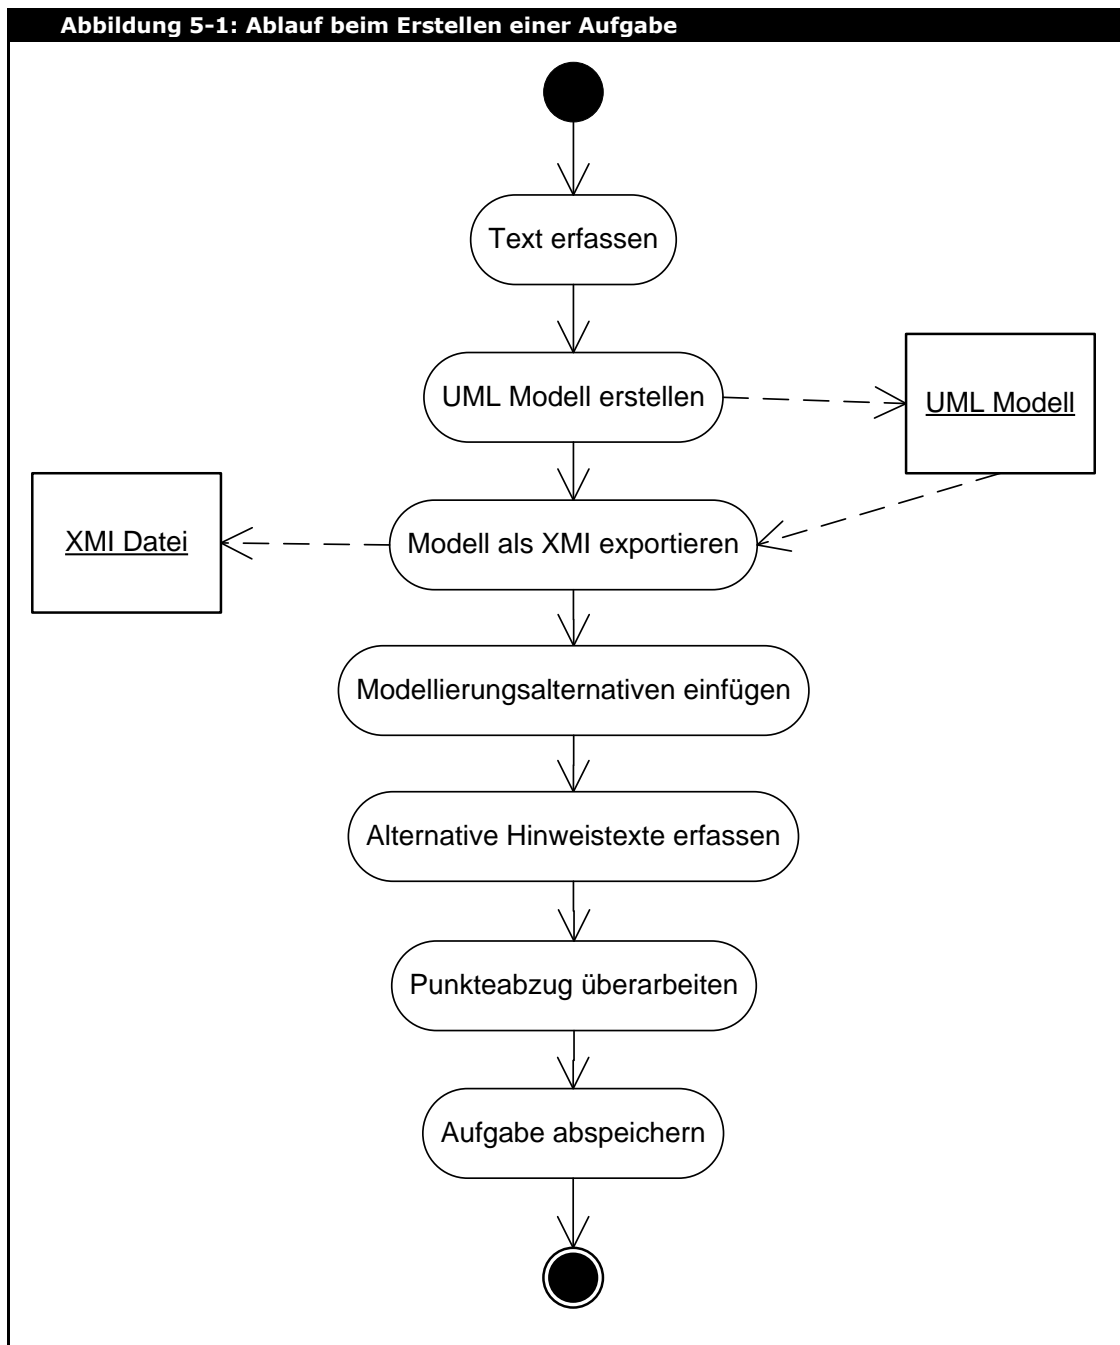 Abbildung 5-1: Ablauf beim Erstellen einer Aufgabe
Text erfassen
UML Modell erstellen
UML Modell
XMI Datei
Modell als XMI exportieren
Modellierungsalternativen einfügen
Alternative Hinweistexte erfassen
Punkteabzug überarbeiten
Aufgabe abspeichern